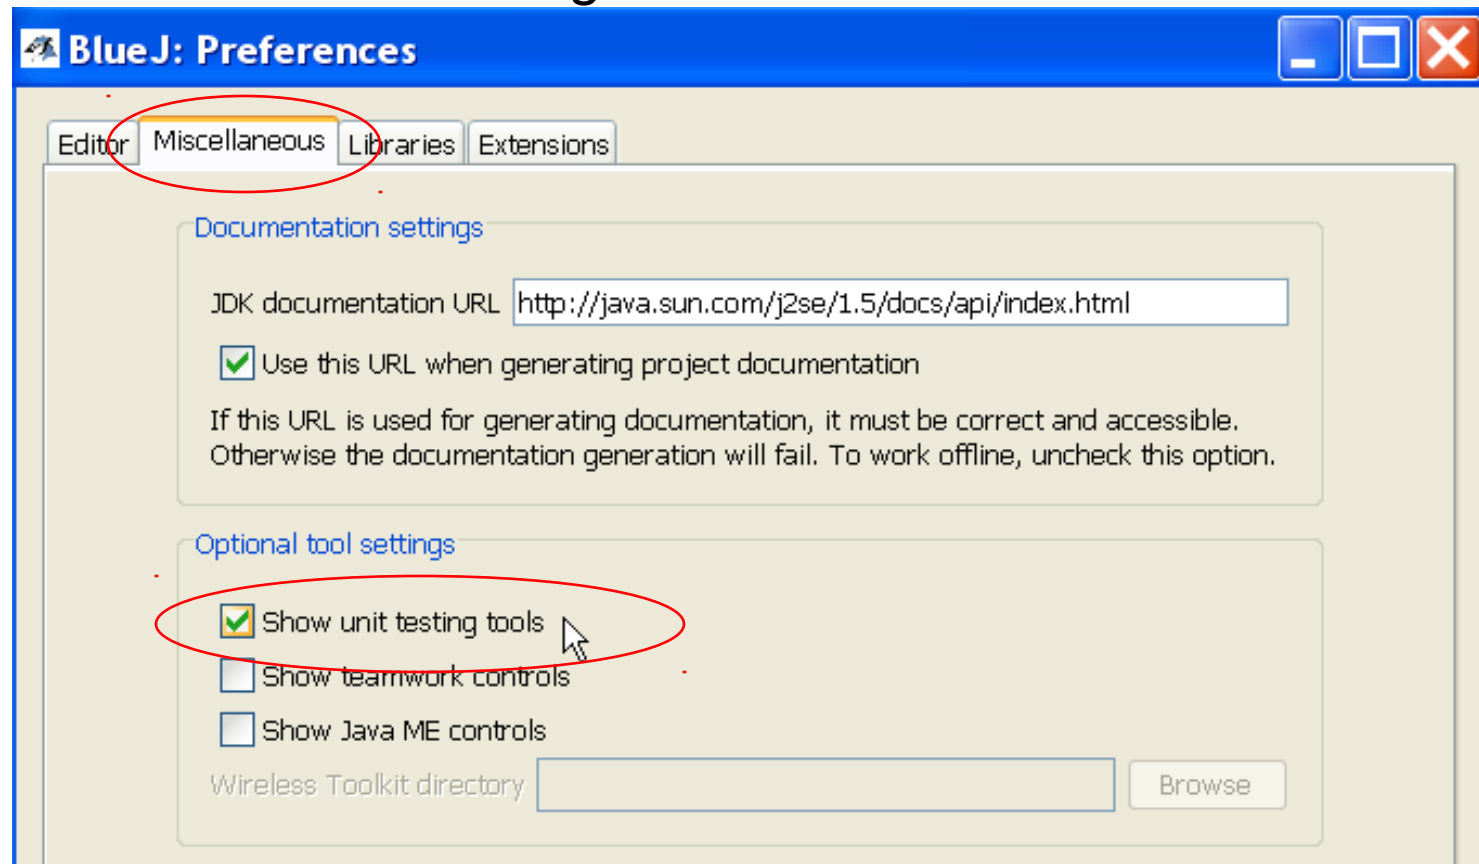 BlueJ: Preferences
Editor Miscellaneous Libraries Extensions
Documentation settings
JDK documentation URL http://java.sun.com/j2se/1.5/docs/api/index.html
Use this URL when generating project documentation
If this URL is used for generating documentation, it must be correct and accessible.
Otherwise the documentation generation will fail. To work offline, uncheck this option.
Optional tool settings
Show unit testing tools
Show teamwork controls
Show Java ME controls
Wireless Toolkit directory Browse